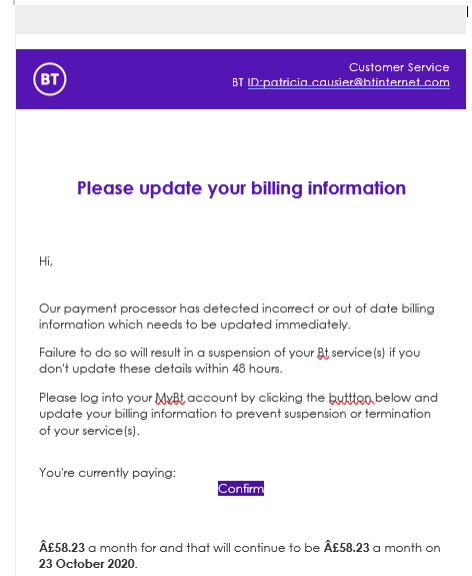 BT
Customer Service
BT ID:patricia.causier@btinternet.com
Please update your billing information
Hi,
Our payment processor has detected incorrect or out of date billing
information which needs to be updated immediately.
Failure to do so will result in a suspension of your Bt service(s) if you
don't update these details within 48 hours.
Please log into your MyBt account by clicking the buttton below and
update your billing information to prevent suspension or termination
of your service(s).
You're currently paying:
Confirm
Â£58.23 a month for and that will continue to be Â£58.23 a month on
23 October 2020.